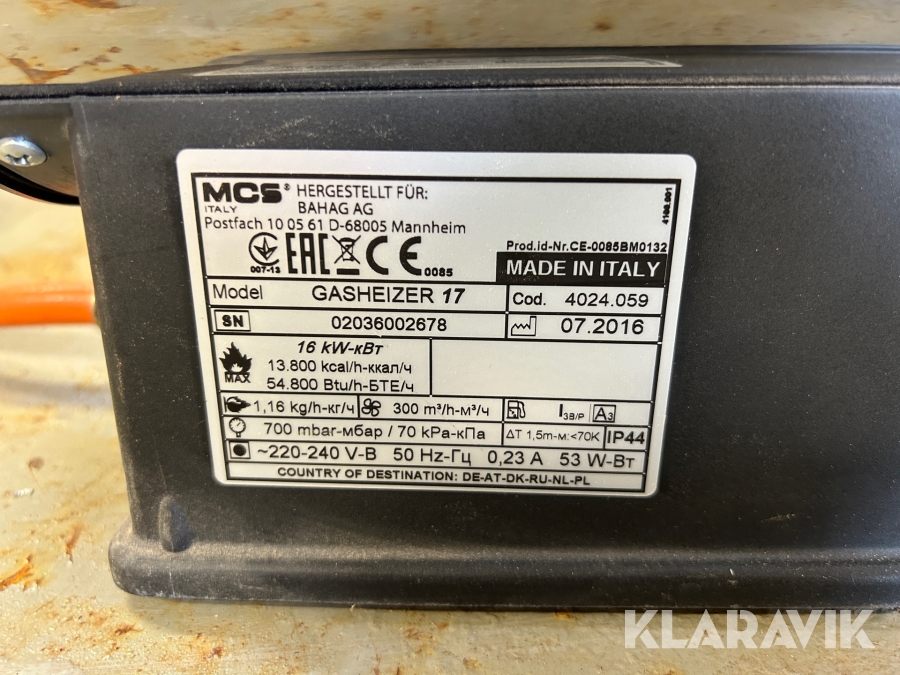 MCS® HERGESTELLT FÜR:
ITALY BAHAG AG
Postfach 10 05 61 D-68005 Mannheim
4100.001
007-13 EAC CE 0085
Prod.id-Nr.CE-0085BM0132
MADE IN ITALY
Model GASHEIZER 17 Cod. 4024.059
SN 02036002678 07.2016
MAX 16 kW-кВт
13.800 kcal/h-ккал/ч
54.800 Btu/h-БТЕ/ч
1,16 kg/h-кг/ч 300 m³/h-м³/ч I3B/P A3
700 mbar-мбар / 70 kPa-кПа ΔT 1,5m-м:<70K IP44
~220-240 V-В 50 Hz-Гц 0,23 A 53 W-Вт
COUNTRY OF DESTINATION: DE-AT-DK-RU-NL-PL
KLARAVIK